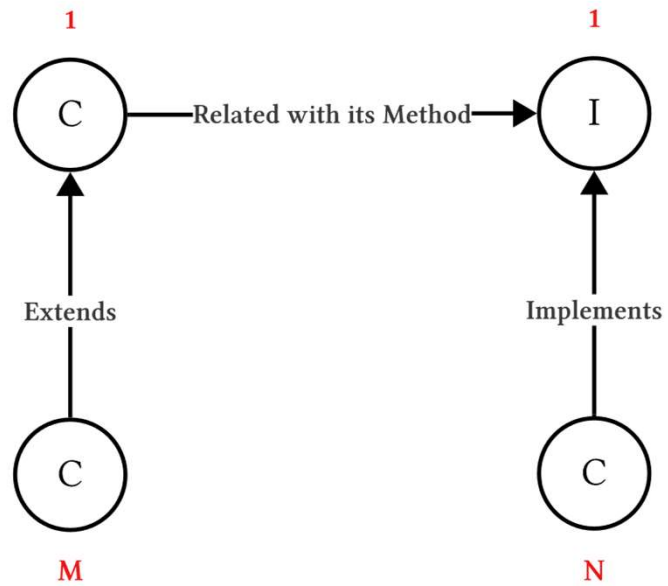 1 1
C Related with its Method I
Extends Implements
C C
M N